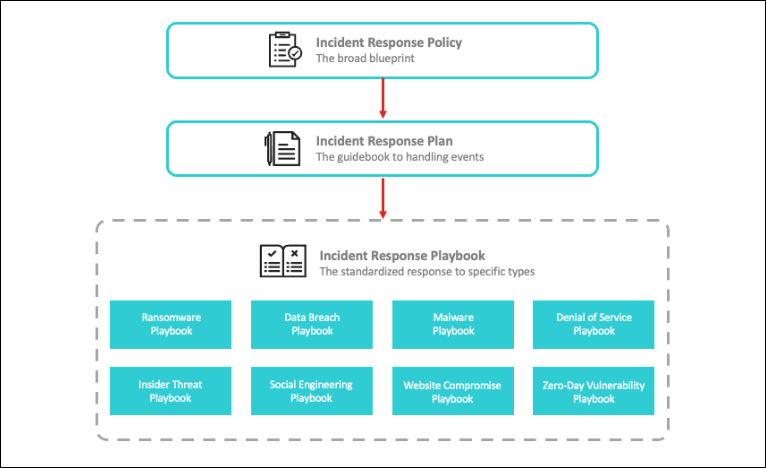 Incident Response Policy
The broad blueprint
Incident Response Plan
The guidebook to handling events
Incident Response Playbook
The standardized response to specific types
Ransomware
Playbook
Data Breach
Playbook
Malware
Playbook
Denial of Service
Playbook
Insider Threat
Playbook
Social Engineering
Playbook
Website Compromise
Playbook
Zero-Day Vulnerability
Playbook